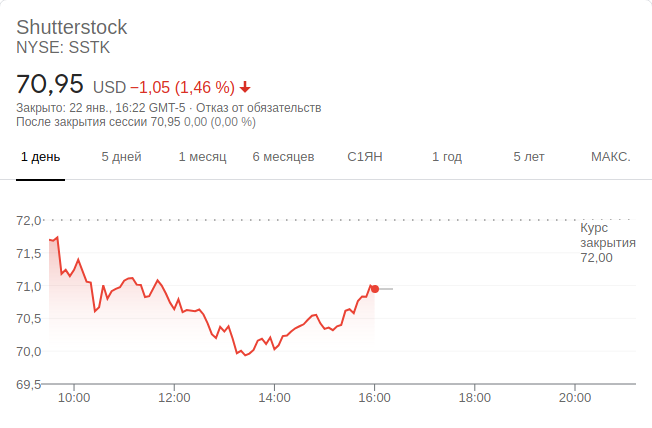 Shutterstock
NYSE: SSTK
70,95 USD −1,05 (1,46 %)
Закрыто: 22 янв., 16:22 GMT-5 · Отказ от обязательств
После закрытия сессии 70,95 0,00 (0,00 %)
1 день 5 дней 1 месяц 6 месяцев С1ЯН 1 год 5 лет МАКС.
72,0
Курс
закрытия
72,00
71,5
71,0
70,5
70,0
69,5
10:00 12:00 14:00 16:00 18:00 20:00